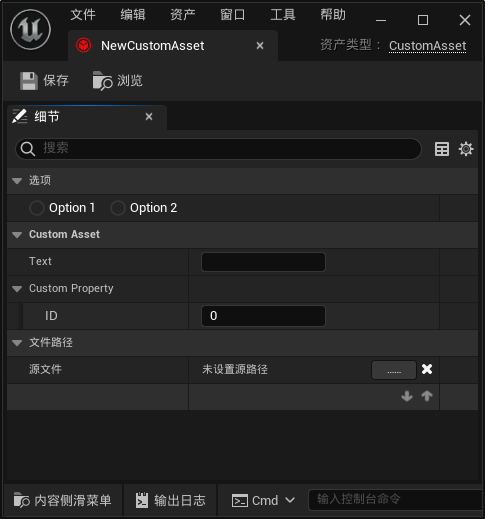 文件 编辑 资产 窗口 工具 帮助
NewCustomAsset 资产类型： CustomAsset
保存 浏览
细节
搜索
选项
Option 1 Option 2
Custom Asset
Text
Custom Property
ID 0
文件路径
源文件 未设置源路径 ......
内容侧滑菜单 输出日志 Cmd 输入控制台命令